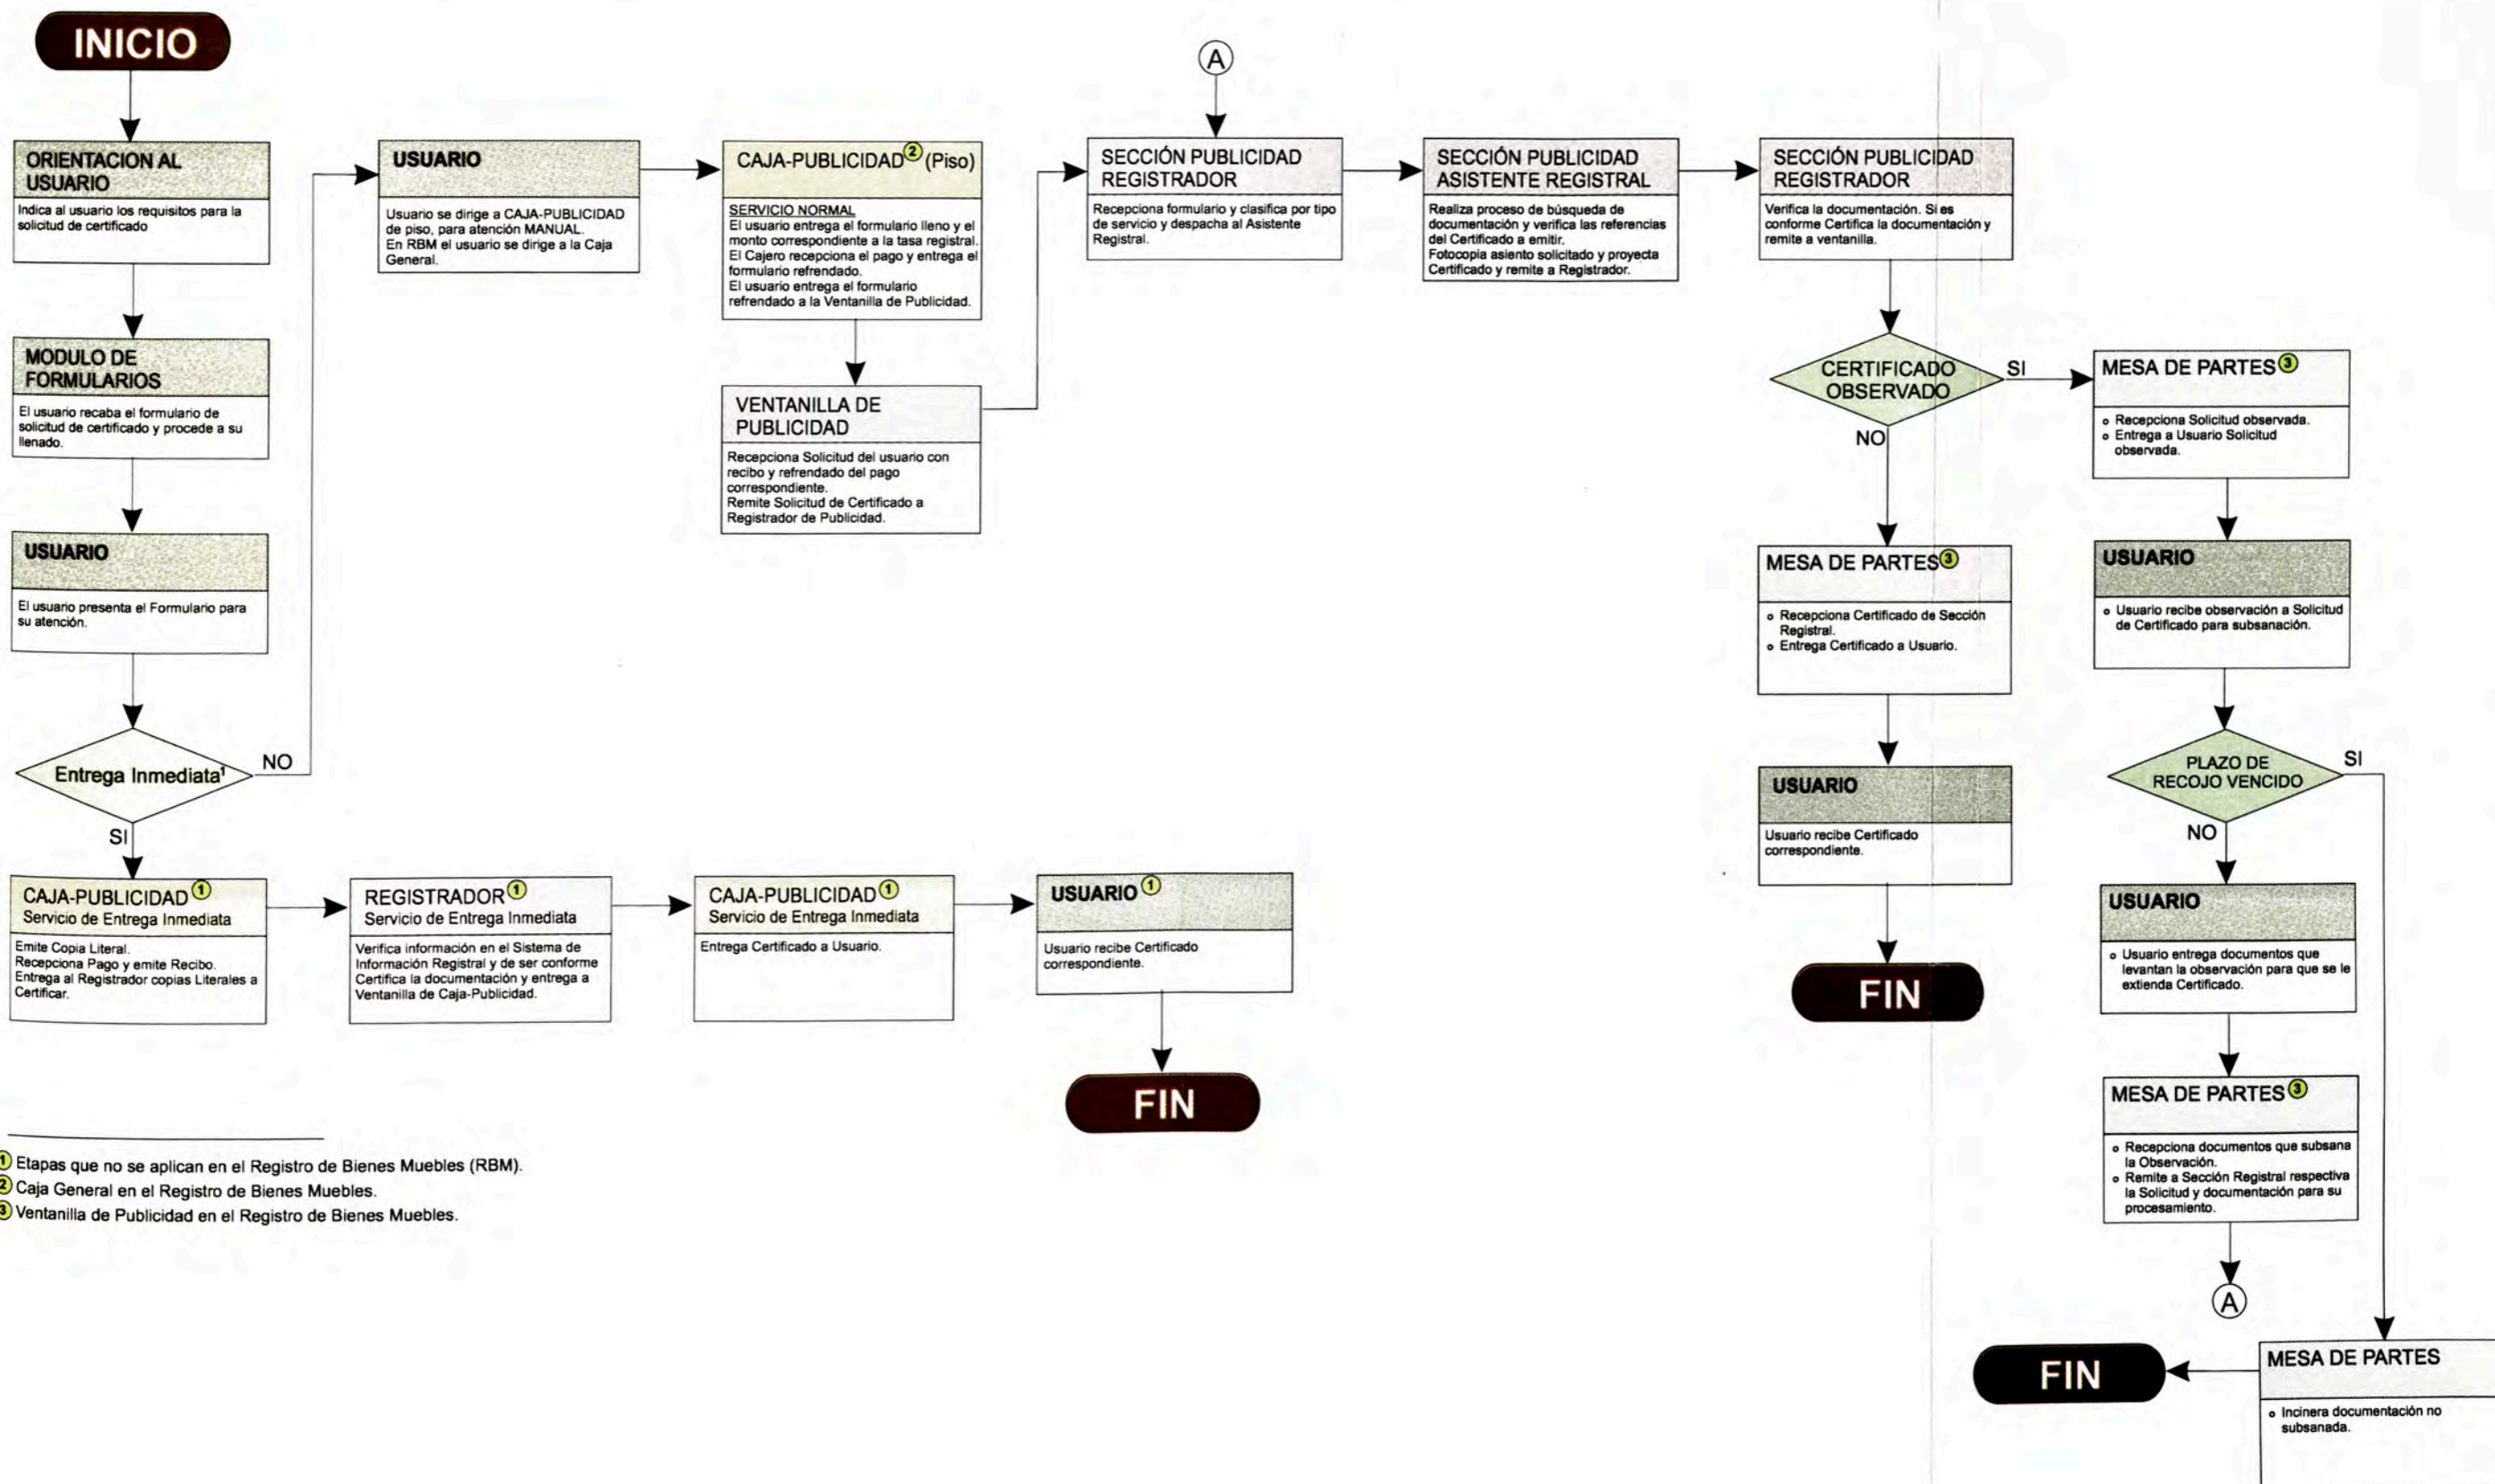 INICIO
ORIENTACION AL
USUARIO
Indica al usuario los requisitos para la
solicitud de certificado
MODULO DE
FORMULARIOS
El usuario recaba el formulario de
solicitud de certificado y procede a su
llenado.
USUARIO
El usuario presenta el Formulario para
su atención.
Entrega Inmediata¹
NO
SI
USUARIO
Usuario se dirige a CAJA-PUBLICIDAD
de piso, para atención MANUAL.
En RBM el usuario se dirige a la Caja
General.
CAJA-PUBLICIDAD 2 (Piso)
SERVICIO NORMAL
El usuario entrega el formulario lleno y el
monto correspondiente a la tasa registral.
El Cajero recepciona el pago y entrega el
formulario refrendado.
El usuario entrega el formulario
refrendado a la Ventanilla de Publicidad.
VENTANILLA DE
PUBLICIDAD
Recepciona Solicitud del usuario con
recibo y refrendado del pago
correspondiente.
Remite Solicitud de Certificado a
Registrador de Publicidad.
A
SECCIÓN PUBLICIDAD
REGISTRADOR
Recepciona formulario y clasifica por tipo
de servicio y despacha al Asistente
Registral.
SECCIÓN PUBLICIDAD
ASISTENTE REGISTRAL
Realiza proceso de búsqueda de
documentación y verifica las referencias
del Certificado a emitir.
Fotocopia asiento solicitado y proyecta
Certificado y remite a Registrador.
SECCIÓN PUBLICIDAD
REGISTRADOR
Verifica la documentación. Si es
conforme Certifica la documentación y
remite a ventanilla.
CERTIFICADO
OBSERVADO
SI
NO
MESA DE PARTES 3
o Recepciona Certificado de Sección
Registral.
o Entrega Certificado a Usuario.
USUARIO
Usuario recibe Certificado
correspondiente.
FIN
MESA DE PARTES 3
o Recepciona Solicitud observada.
o Entrega a Usuario Solicitud
observada.
USUARIO
o Usuario recibe observación a Solicitud
de Certificado para subsanación.
PLAZO DE
RECOJO VENCIDO
SI
NO
USUARIO
o Usuario entrega documentos que
levantan la observación para que se le
extienda Certificado.
MESA DE PARTES 3
o Recepciona documentos que subsana
la Observación.
o Remite a Sección Registral respectiva
la Solicitud y documentación para su
procesamiento.
A
MESA DE PARTES
o Incinera documentación no
subsanada.
FIN
CAJA-PUBLICIDAD 1
Servicio de Entrega Inmediata
Emite Copia Literal.
Recepciona Pago y emite Recibo.
Entrega al Registrador copias Literales a
Certificar.
REGISTRADOR 1
Servicio de Entrega Inmediata
Verifica información en el Sistema de
Información Registral y de ser conforme
Certifica la documentación y entrega a
Ventanilla de Caja-Publicidad.
CAJA-PUBLICIDAD 1
Servicio de Entrega Inmediata
Entrega Certificado a Usuario.
USUARIO 1
Usuario recibe Certificado
correspondiente.
FIN
1 Etapas que no se aplican en el Registro de Bienes Muebles (RBM).
2 Caja General en el Registro de Bienes Muebles.
3 Ventanilla de Publicidad en el Registro de Bienes Muebles.